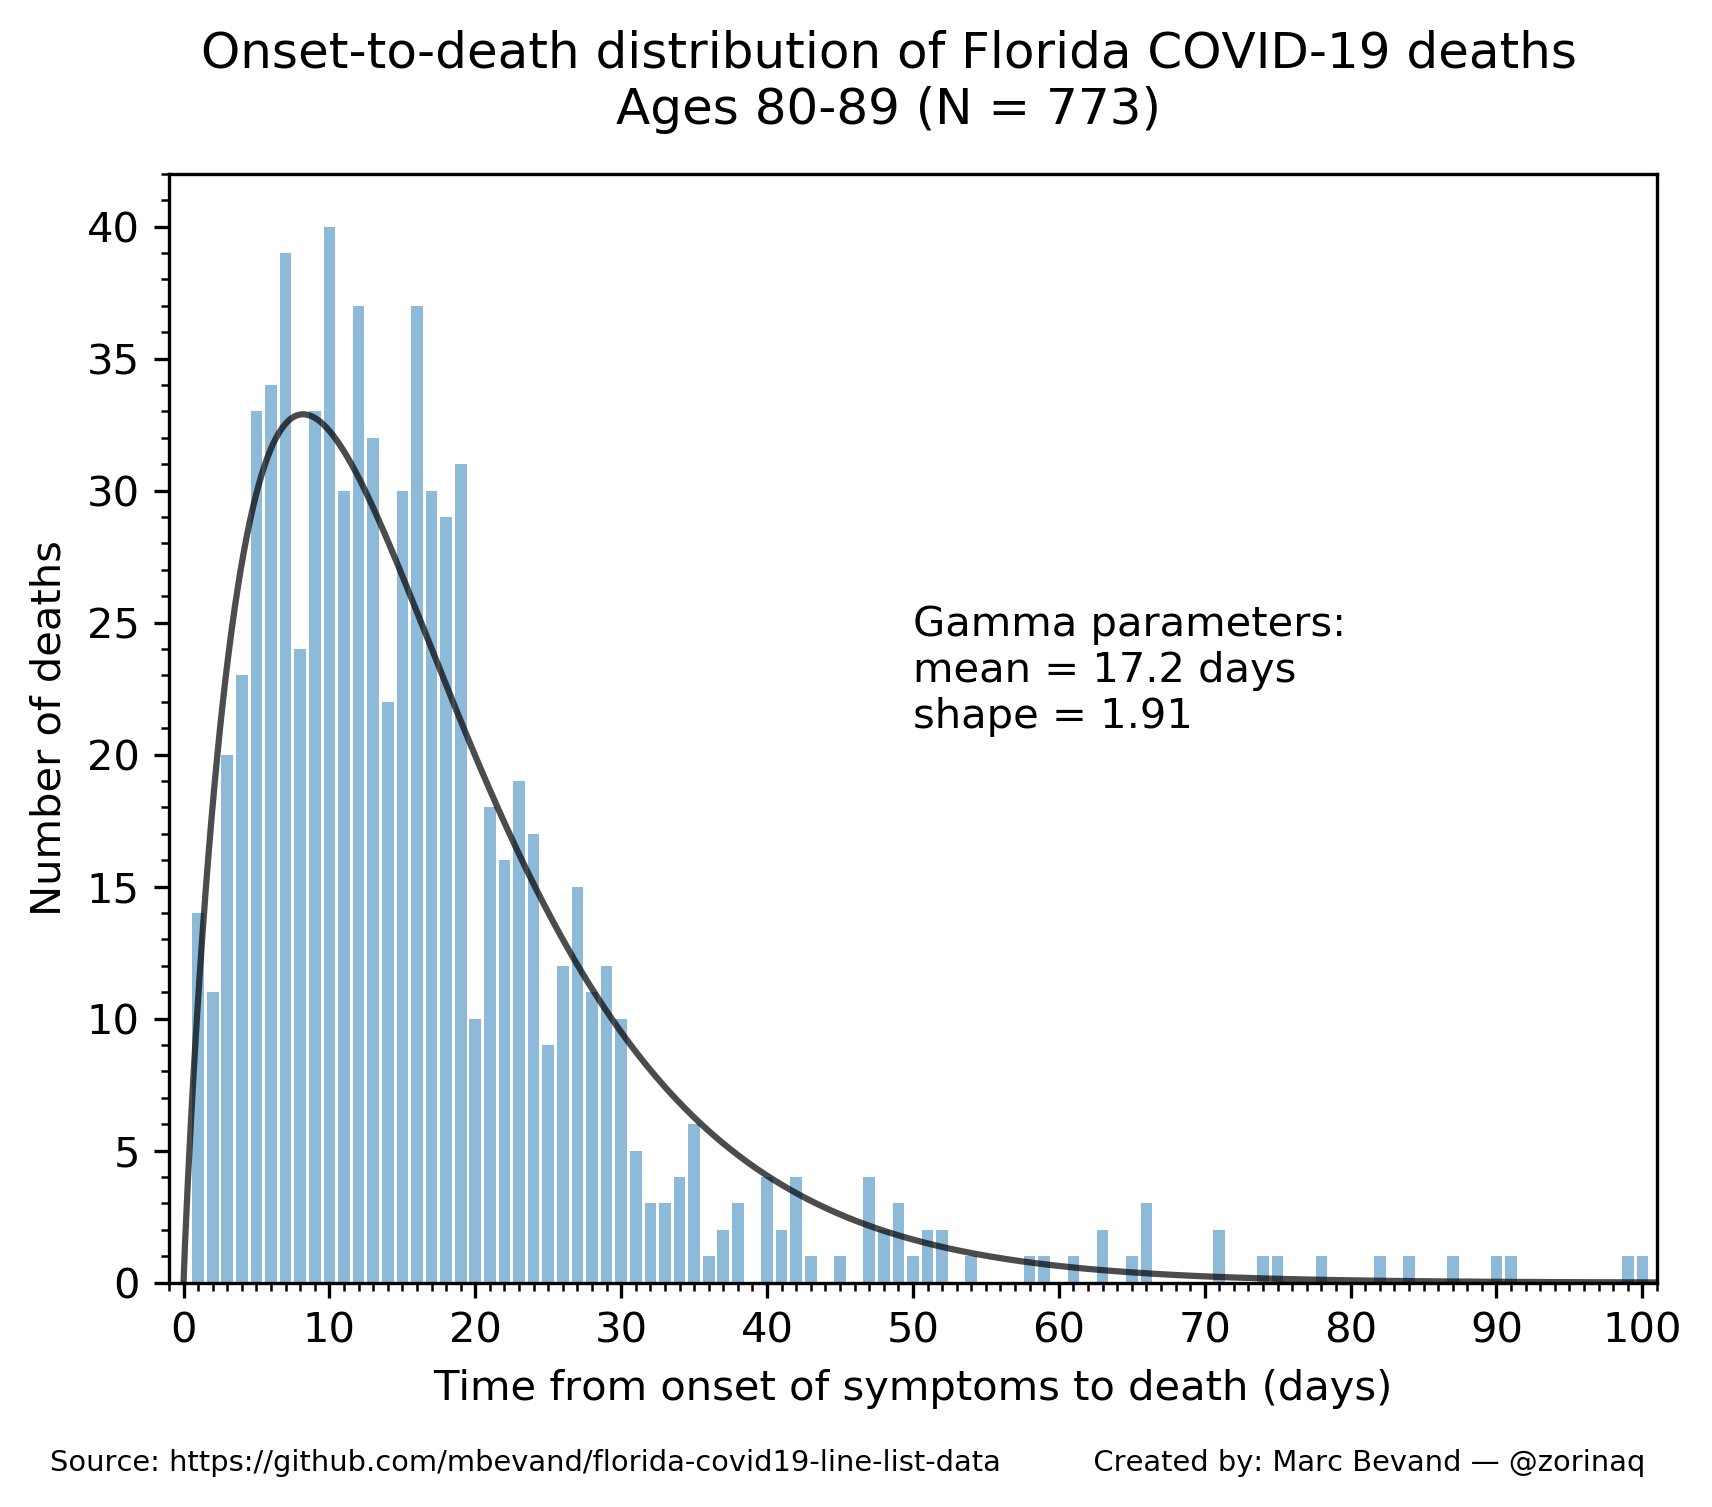 Onset-to-death distribution of Florida COVID-19 deaths
Ages 80-89 (N = 773)
40
35
30
25
20
15
10
5
0
Number of deaths
Gamma parameters:
mean = 17.2 days
shape = 1.91
0 10 20 30 40 50 60 70 80 90 100
Time from onset of symptoms to death (days)
Source: https://github.com/mbevand/florida-covid19-line-list-data
Created by: Marc Bevand — @zorinaq